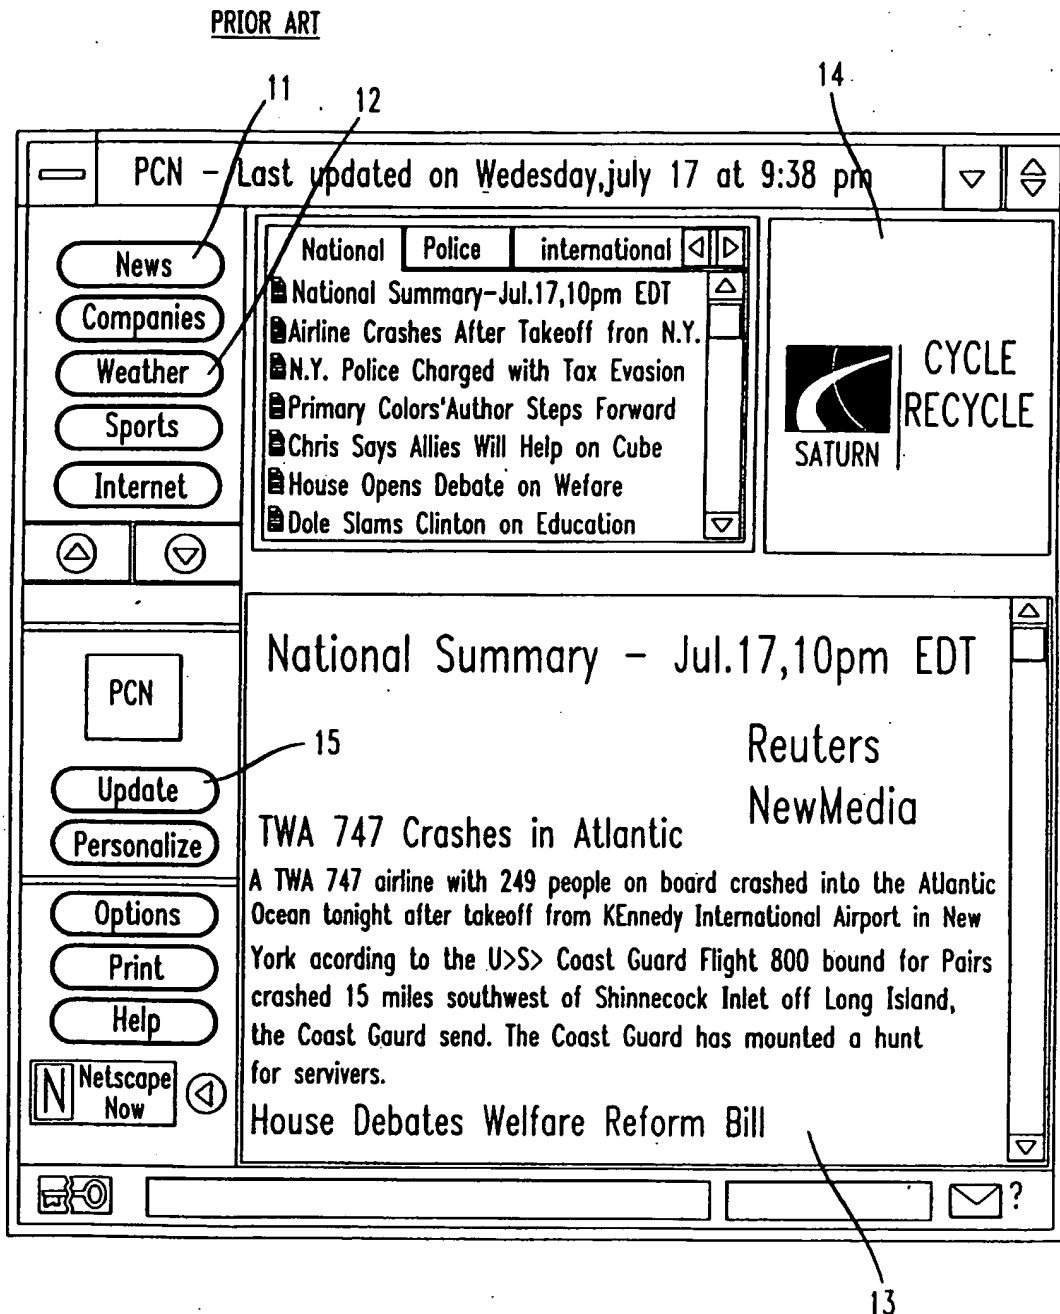 PRIOR ART
11
12
14
PCN - Last updated on Wedesday,july 17 at 9:38 pm
News
Companies
Weather
Sports
Internet
National Police international
National Summary-Jul.17,10pm EDT
Airline Crashes After Takeoff fron N.Y.
N.Y. Police Charged with Tax Evasion
Primary Colors'Author Steps Forward
Chris Says Allies Will Help on Cube
House Opens Debate on Wefare
Dole Slams Clinton on Education
SATURN
CYCLE
RECYCLE
PCN
15
Update
Personalize
Options
Print
Help
N Netscape
Now
National Summary - Jul.17,10pm EDT
Reuters
NewMedia
TWA 747 Crashes in Atlantic
A TWA 747 airline with 249 people on board crashed into the Atlantic
Ocean tonight after takeoff from KEnnedy International Airport in New
York acording to the U>S> Coast Guard Flight 800 bound for Pairs
crashed 15 miles southwest of Shinnecock Inlet off Long Island,
the Coast Gaurd send. The Coast Guard has mounted a hunt
for servivers.
House Debates Welfare Reform Bill
?
13